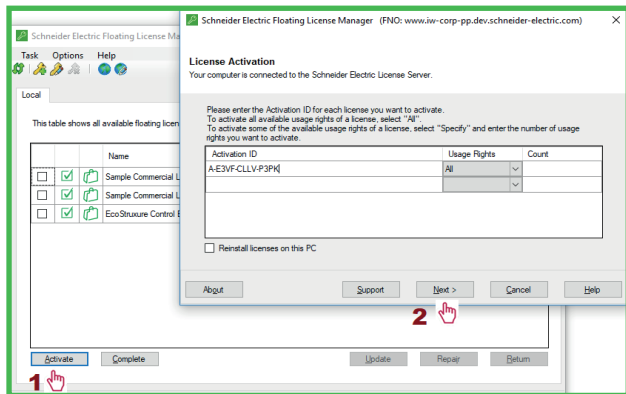 Schneider Electric Floating License Ma
Task Options Help
Local
This table shows all available floating licen
Name
Sample Commercial L
Sample Commercial L
EcoStruxure Control E
Activate Complete Update Repair Return
1
Schneider Electric Floating License Manager (FNO: www.iw-corp-pp.dev.schneider-electric.com)
License Activation
Your computer is connected to the Schneider Electric License Server.
Please enter the Activation ID for each license you want to activate.
To activate all available usage rights of a license, select "All".
To activate some of the available usage rights of a license, select "Specify" and enter the number of usage
rights you want to activate.
Activation ID Usage Rights Count
A-E3VF-CLLV-P3PK All
Reinstall licenses on this PC
About Support Next > Cancel Help
2